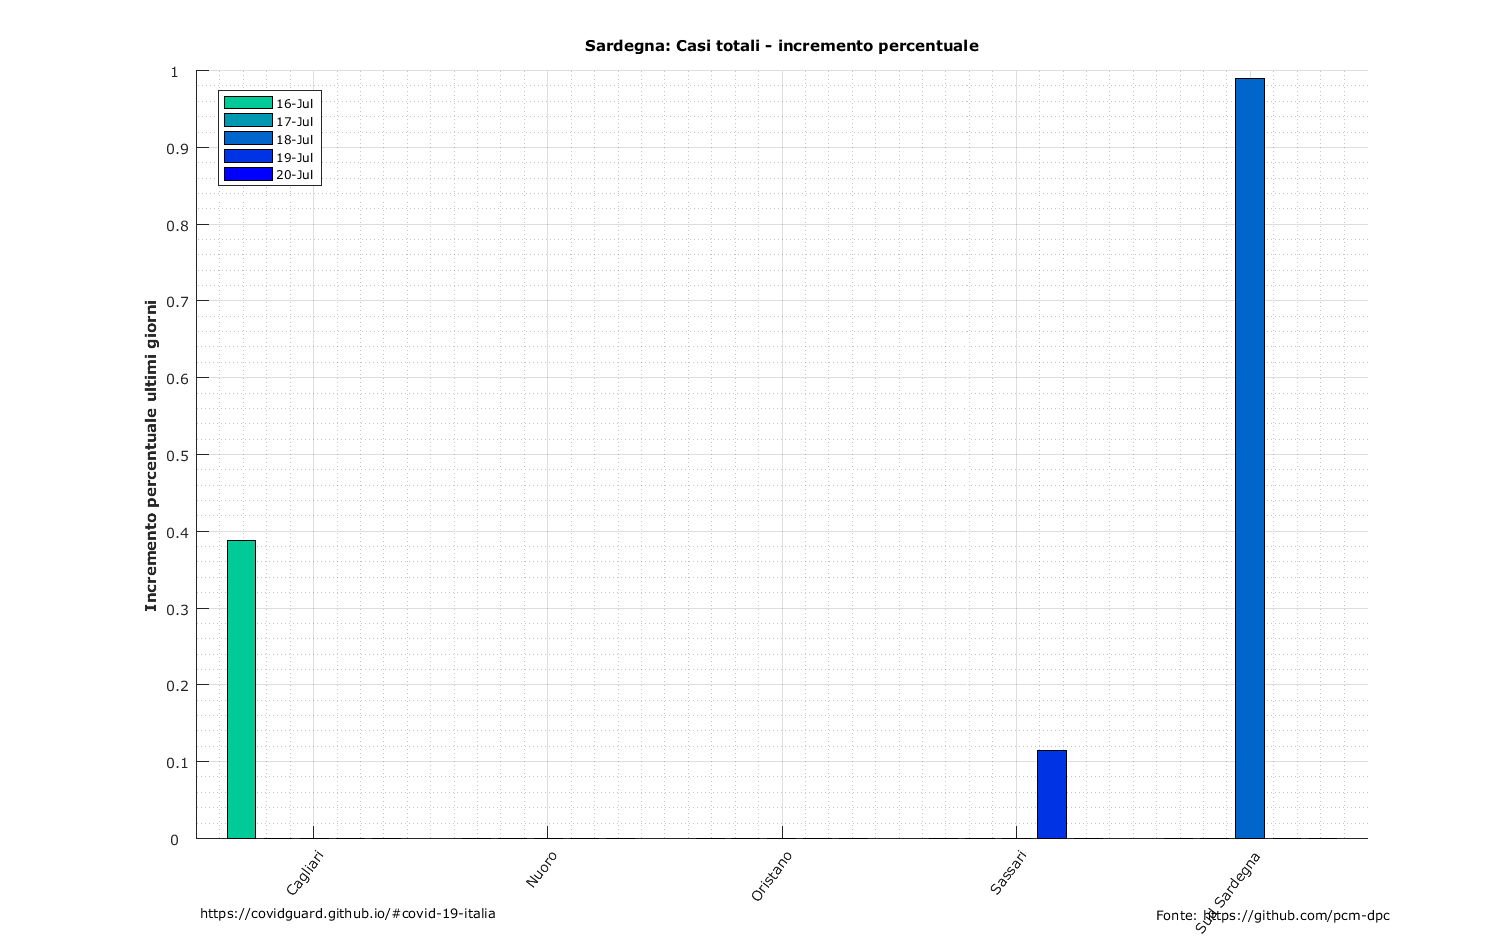 Sardegna: Casi totali - incremento percentuale
1
0.9
0.8
0.7
0.6
0.5
0.4
0.3
0.2
0.1
0
Incremento percentuale ultimi giorni
16-Jul
17-Jul
18-Jul
19-Jul
20-Jul
Cagliari
Nuoro
Oristano
Sassari
Sud Sardegna
https://covidguard.github.io/#covid-19-italia
Fonte: https://github.com/pcm-dpc